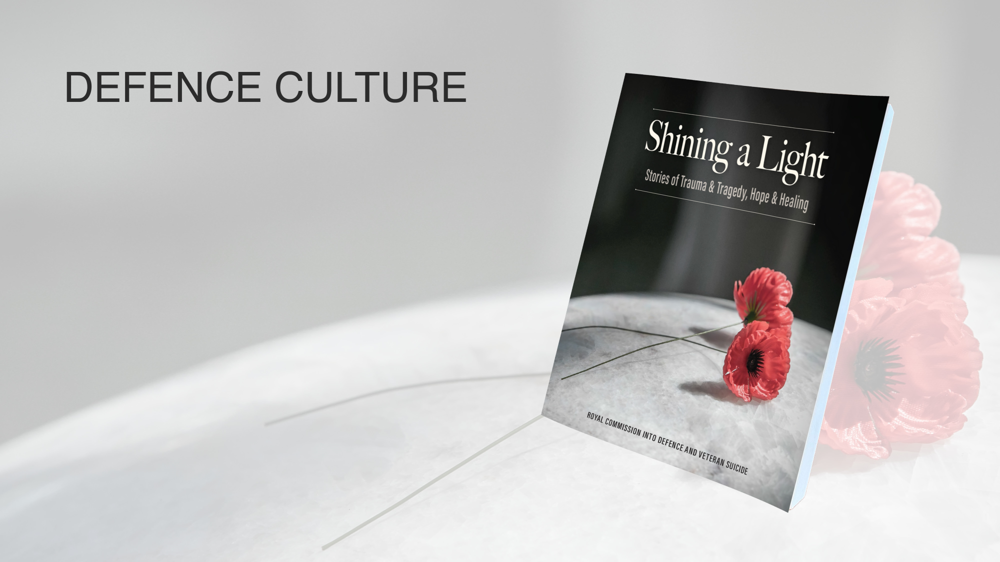 DEFENCE CULTURE
Shining a Light
Stories of Trauma & Tragedy, Hope & Healing
ROYAL COMMISSION INTO DEFENCE AND VETERAN SUICIDE